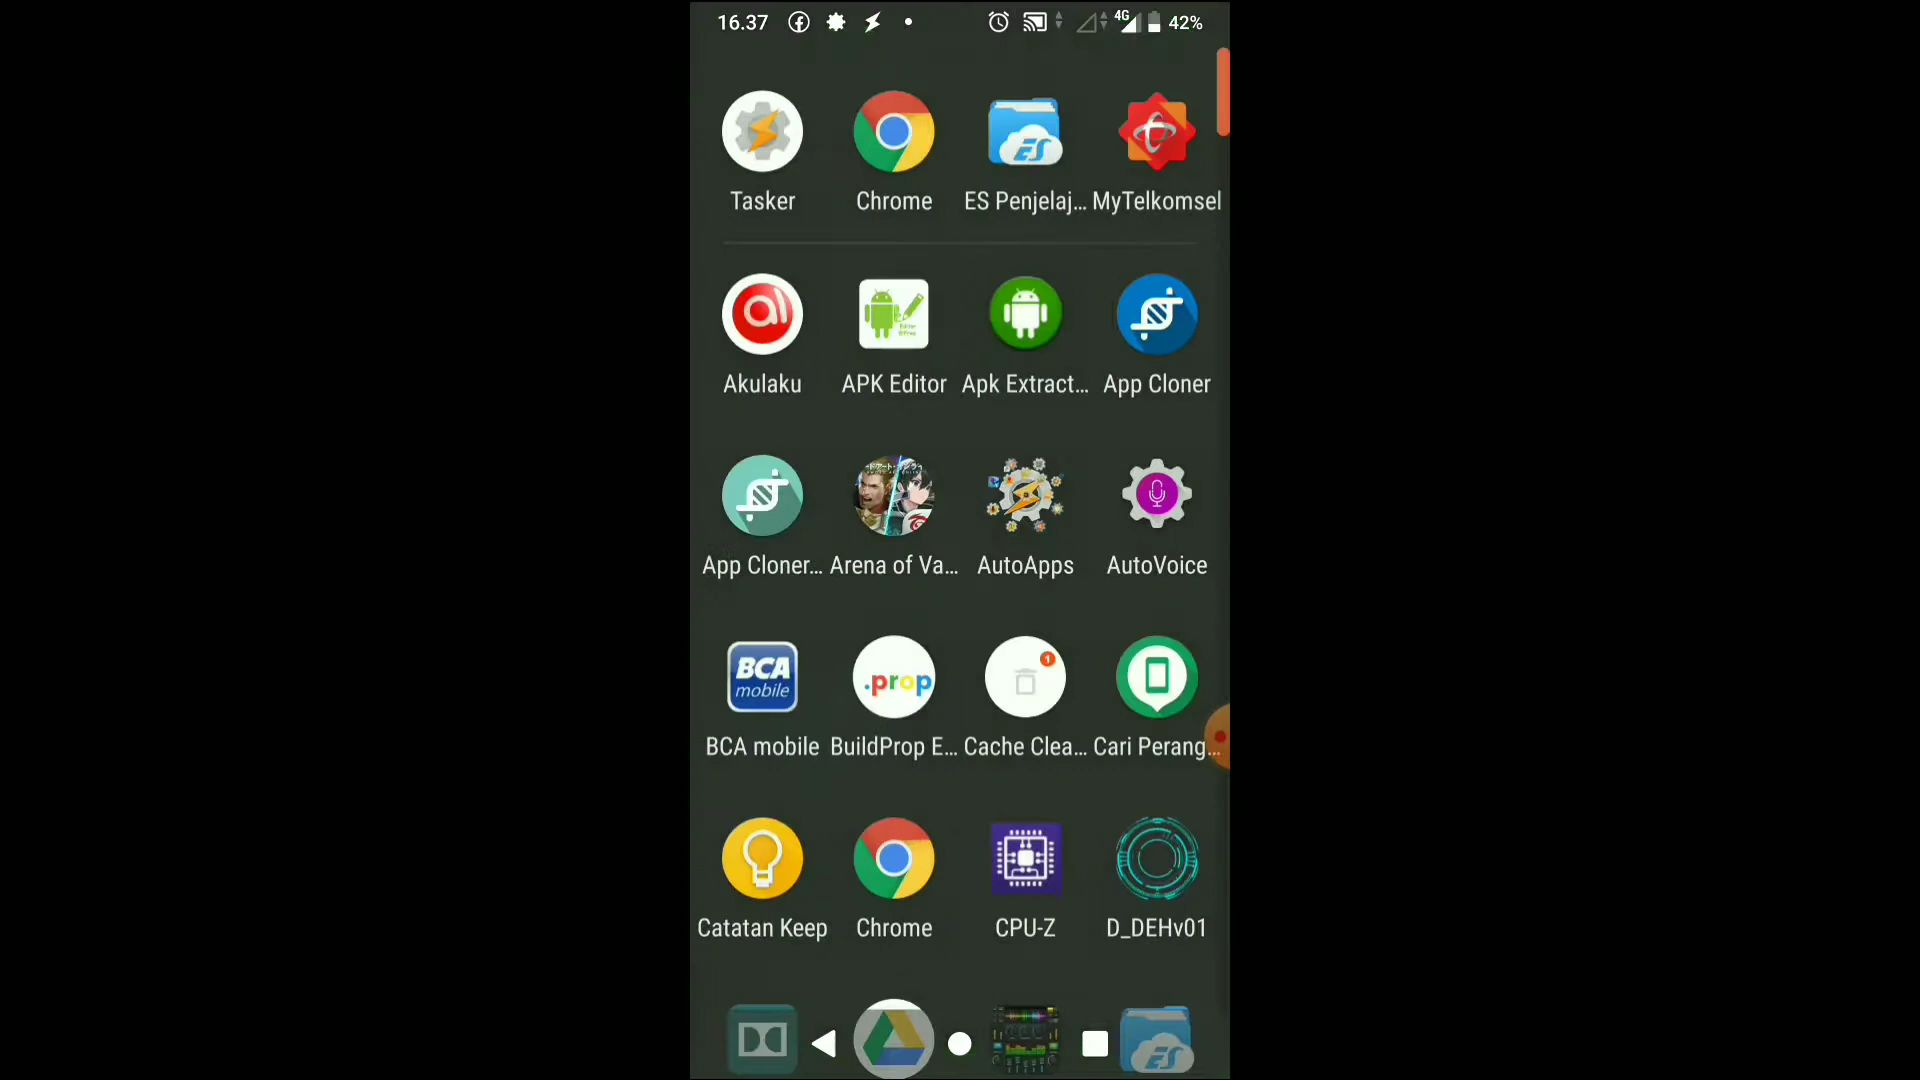 16.37 4G 42%
Tasker Chrome ES Penjelaj... MyTelkomsel
Akulaku APK Editor Apk Extract... App Cloner
App Cloner... Arena of Va... AutoApps AutoVoice
BCA mobile
.prop
1
BCA mobile BuildProp E... Cache Clea... Cari Perang...
Catatan Keep Chrome CPU-Z D_DEHv01
ES